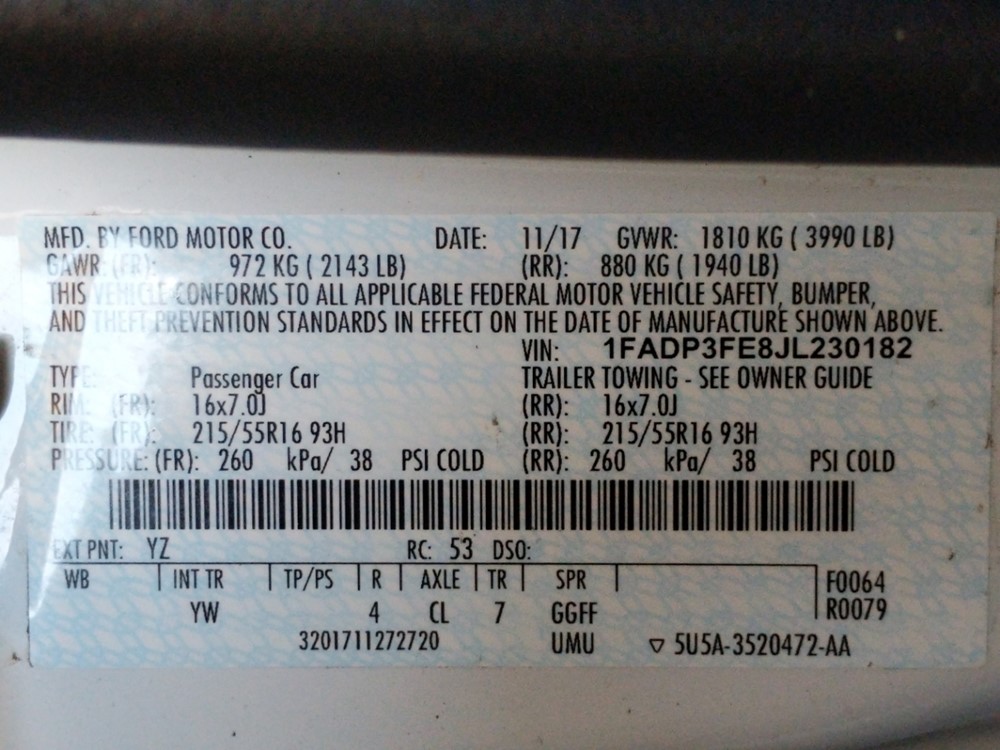 MFD. BY FORD MOTOR CO. DATE: 11/17 GVWR: 1810 KG ( 3990 LB)
GAWR (FR): 972 KG ( 2143 LB) (RR): 880 KG ( 1940 LB)
THIS VEHICLE CONFORMS TO ALL APPLICABLE FEDERAL MOTOR VEHICLE SAFETY, BUMPER,
AND THEFT PREVENTION STANDARDS IN EFFECT ON THE DATE OF MANUFACTURE SHOWN ABOVE.
VIN: 1FADP3FE8JL230182
TYPE: Passenger Car TRAILER TOWING - SEE OWNER GUIDE
RIM (FR): 16x7.0J (RR): 16x7.0J
TIRE (FR): 215/55R16 93H (RR): 215/55R16 93H
PRESSURE: (FR): 260 kPa/ 38 PSI COLD (RR): 260 kPa/ 38 PSI COLD
EXT PNT: YZ RC: 53 DSO:
WB INT TR TP/PS R AXLE TR SPR F0064
YW 4 CL 7 GGFF R0079
3201711272720 UMU ▽ 5U5A-3520472-AA